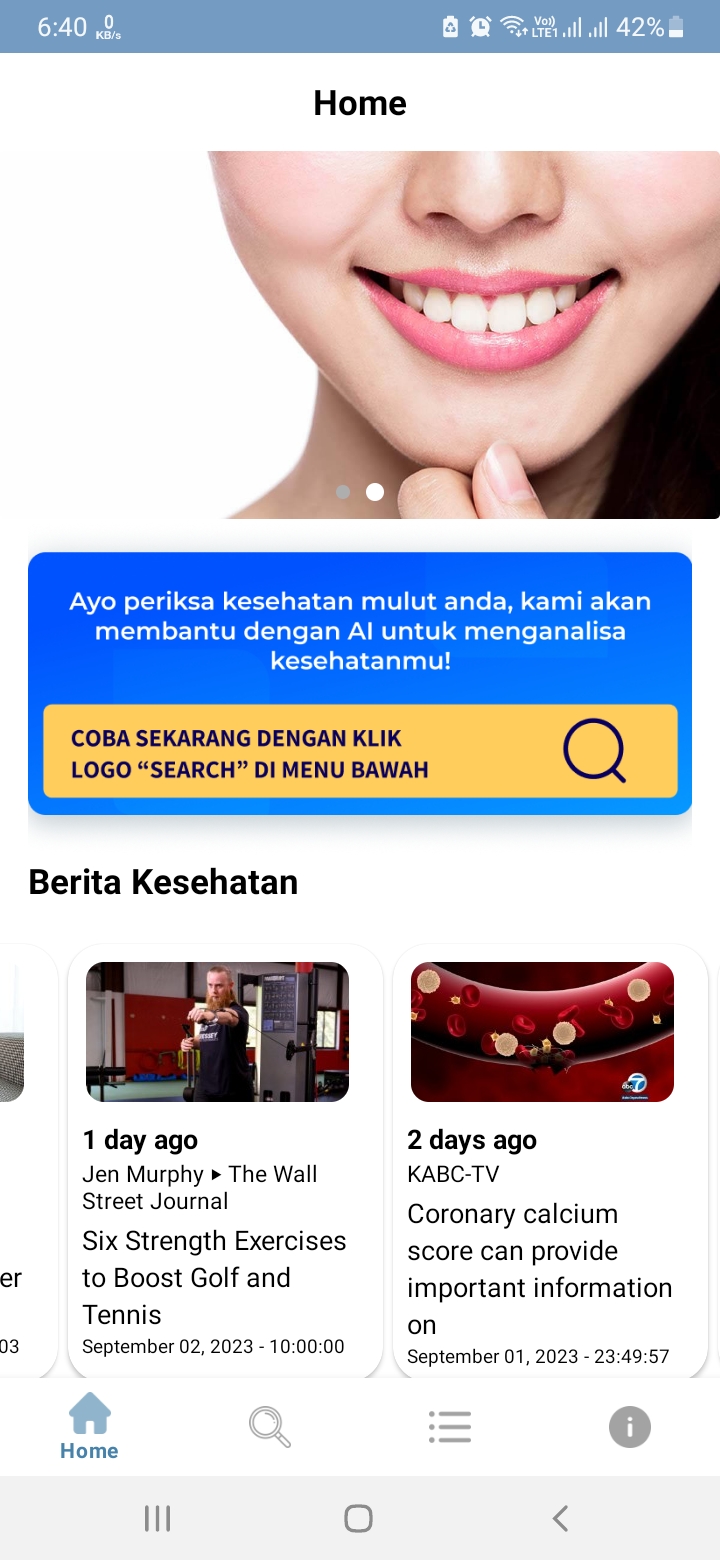 6:40 0 KB/s Vo)) LTE1 42%
Home
Ayo periksa kesehatan mulut anda, kami akan
membantu dengan AI untuk menganalisa
kesehatanmu!
COBA SEKARANG DENGAN KLIK
LOGO “SEARCH” DI MENU BAWAH
Berita Kesehatan
er
03
1 day ago
Jen Murphy ▸ The Wall
Street Journal
Six Strength Exercises
to Boost Golf and
Tennis
September 02, 2023 - 10:00:00
abc 7
2 days ago
KABC-TV
Coronary calcium
score can provide
important information
on
September 01, 2023 - 23:49:57
Home